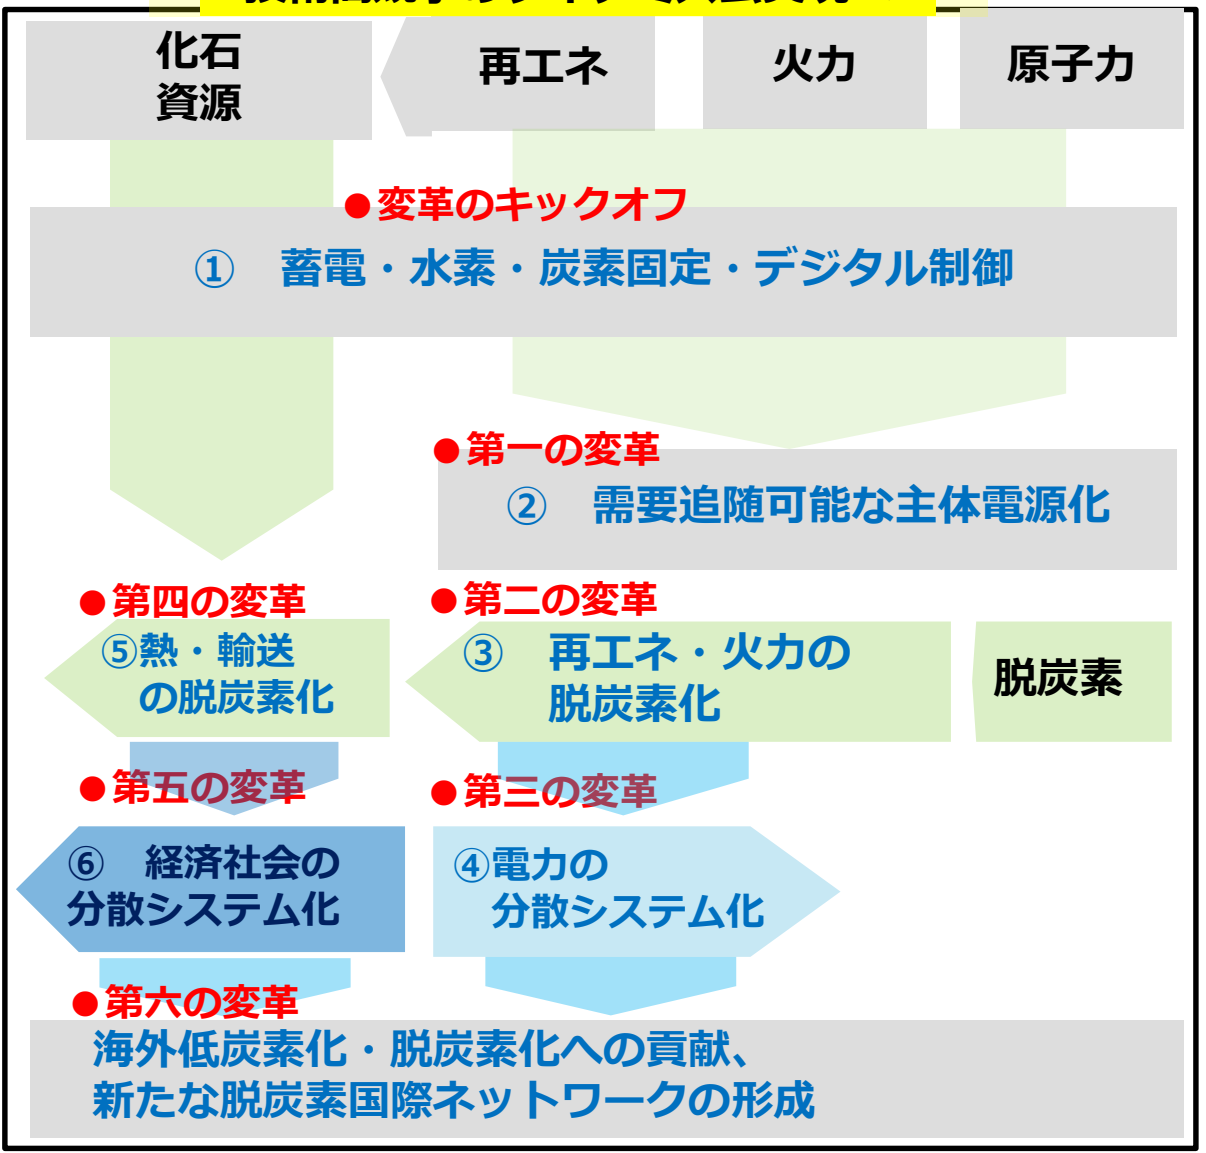 化石
資源
再エネ
火力
原子力
●変革のキックオフ
① 蓄電・水素・炭素固定・デジタル制御
●第一の変革
② 需要追随可能な主体電源化
●第四の変革
⑤熱・輸送
の脱炭素化
●第二の変革
③ 再エネ・火力の
脱炭素化
脱炭素
●第五の変革
⑥ 経済社会の
分散システム化
●第三の変革
④電力の
分散システム化
●第六の変革
海外低炭素化・脱炭素化への貢献、
新たな脱炭素国際ネットワークの形成